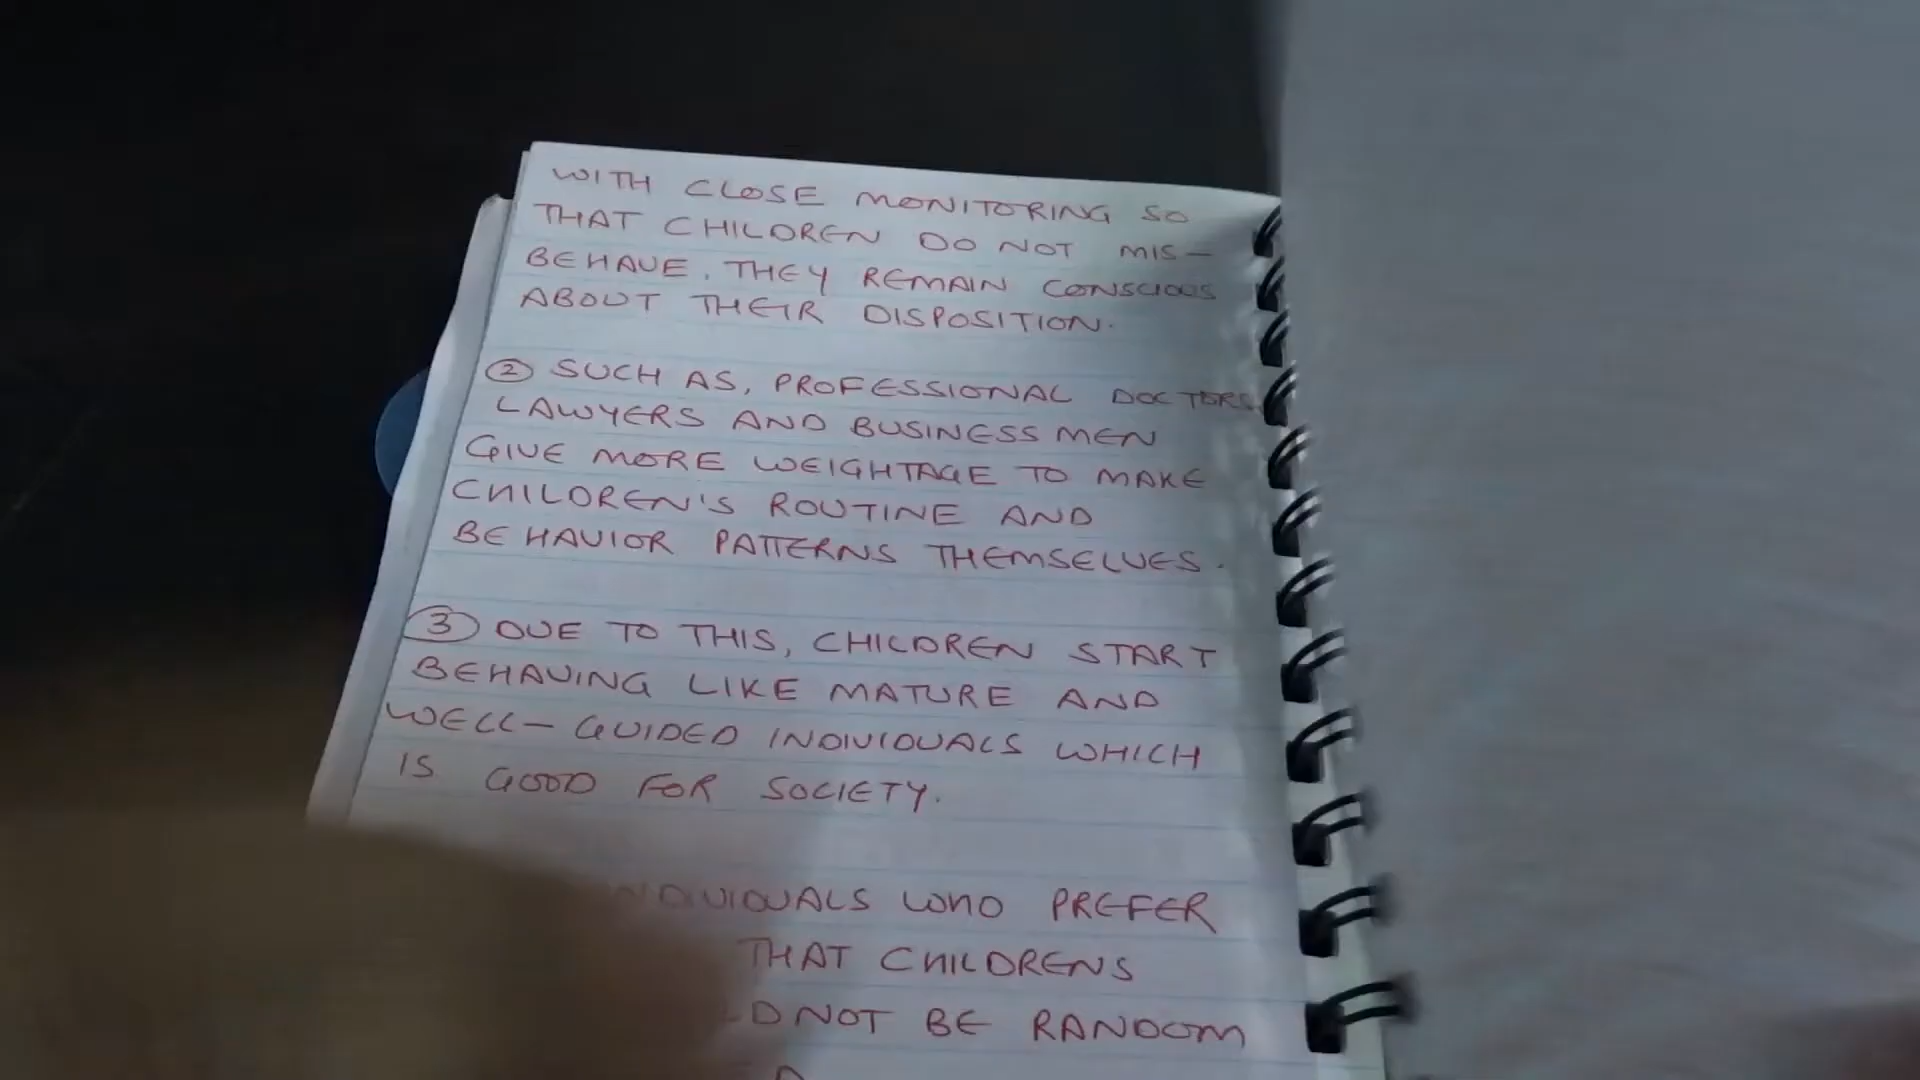 WITH CLOSE MONITORING SO
THAT CHILDREN DO NOT MIS-
BEHAVE. THEY REMAIN CONSCIOUS
ABOUT THEIR DISPOSITION.
② SUCH AS, PROFESSIONAL DOCTORS
LAWYERS AND BUSINESS MEN
GIVE MORE WEIGHTAGE TO MAKE
CHILDREN'S ROUTINE AND
BEHAVIOR PATTERNS THEMSELVES.
③ DUE TO THIS, CHILDREN START
BEHAVING LIKE MATURE AND
WELL-GUIDED INDIVIDUALS WHICH
IS GOOD FOR SOCIETY.
INDIVIDUALS WHO PREFER
THAT CHILDRENS
NOT BE RANDOM